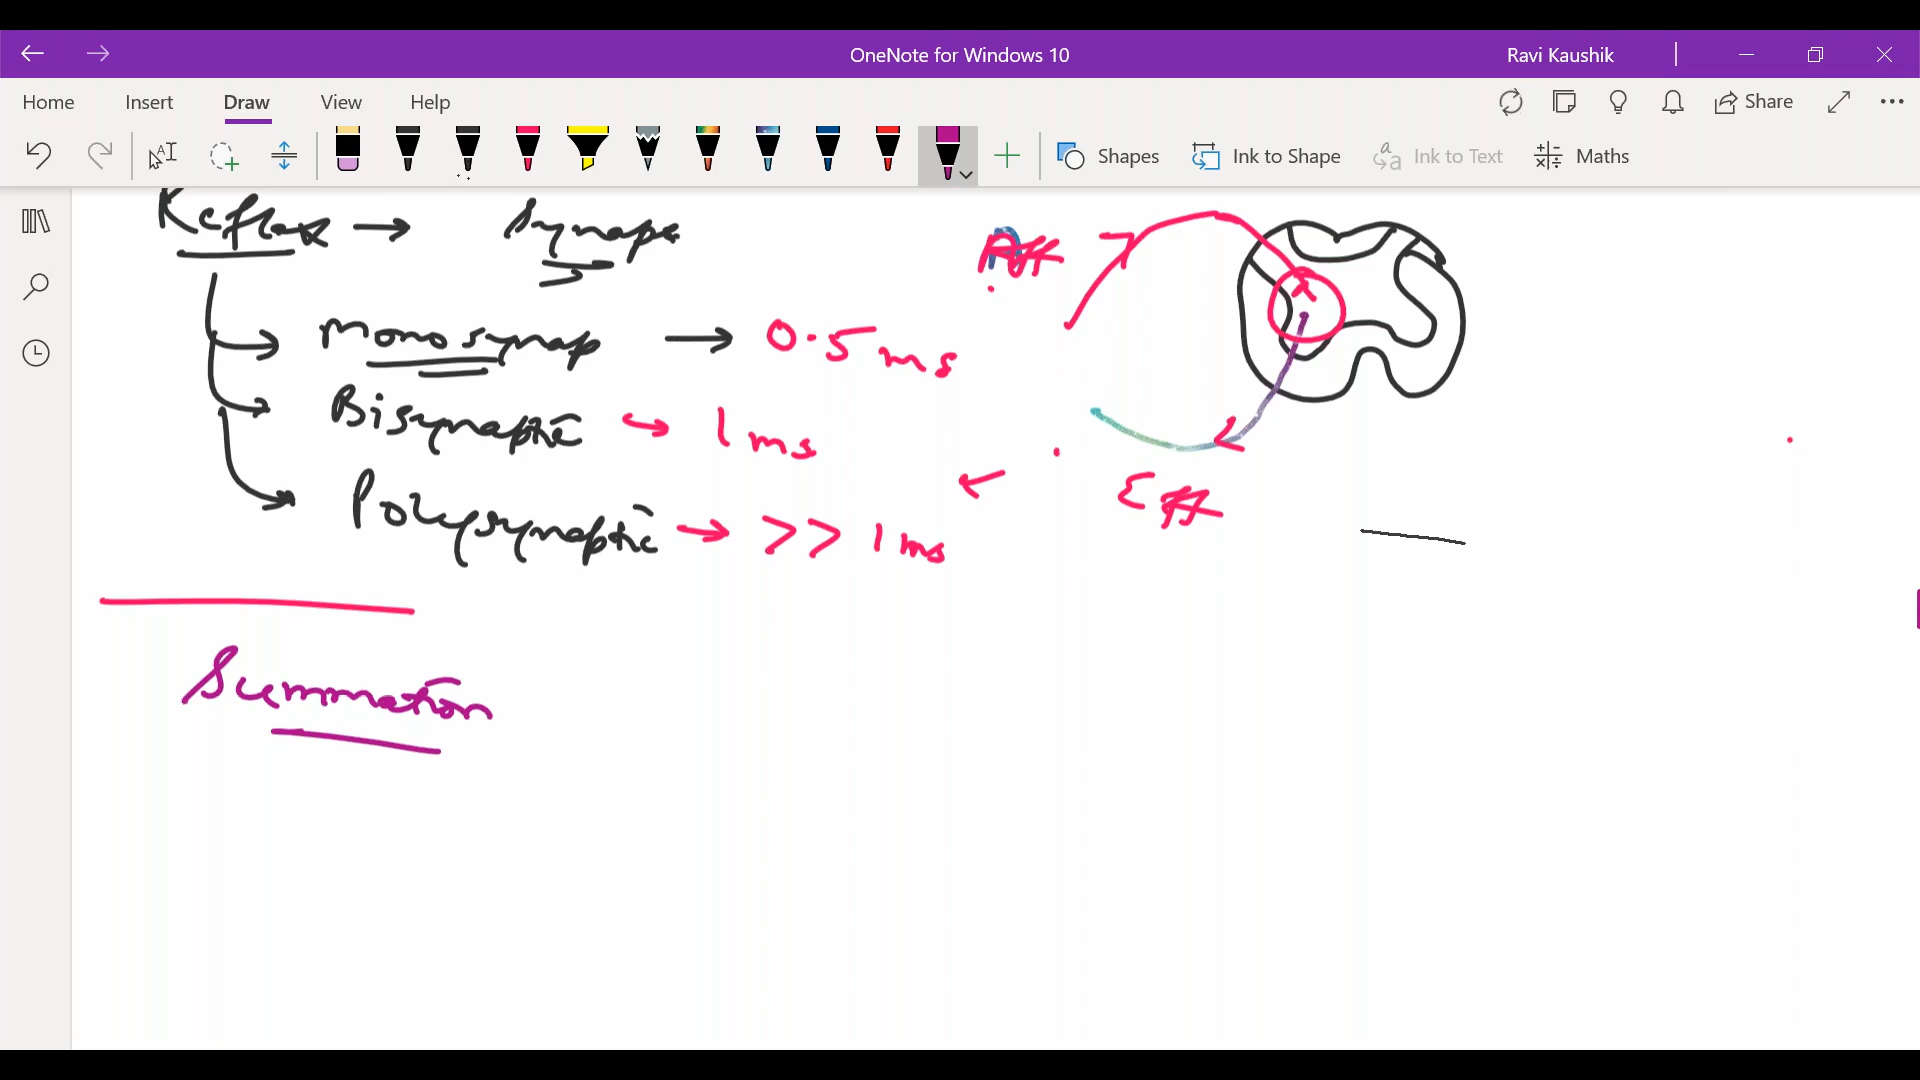 OneNote for Windows 10
Ravi Kaushik
Home Insert Draw View Help
Share
Shapes Ink to Shape Ink to Text Maths
Reflex → Synaps
Aff
→ Monosynap → 0.5 ms
→ Bisynaptic → 1 ms
→ Polysynaptic → >> 1 ms
← Eff
Summation